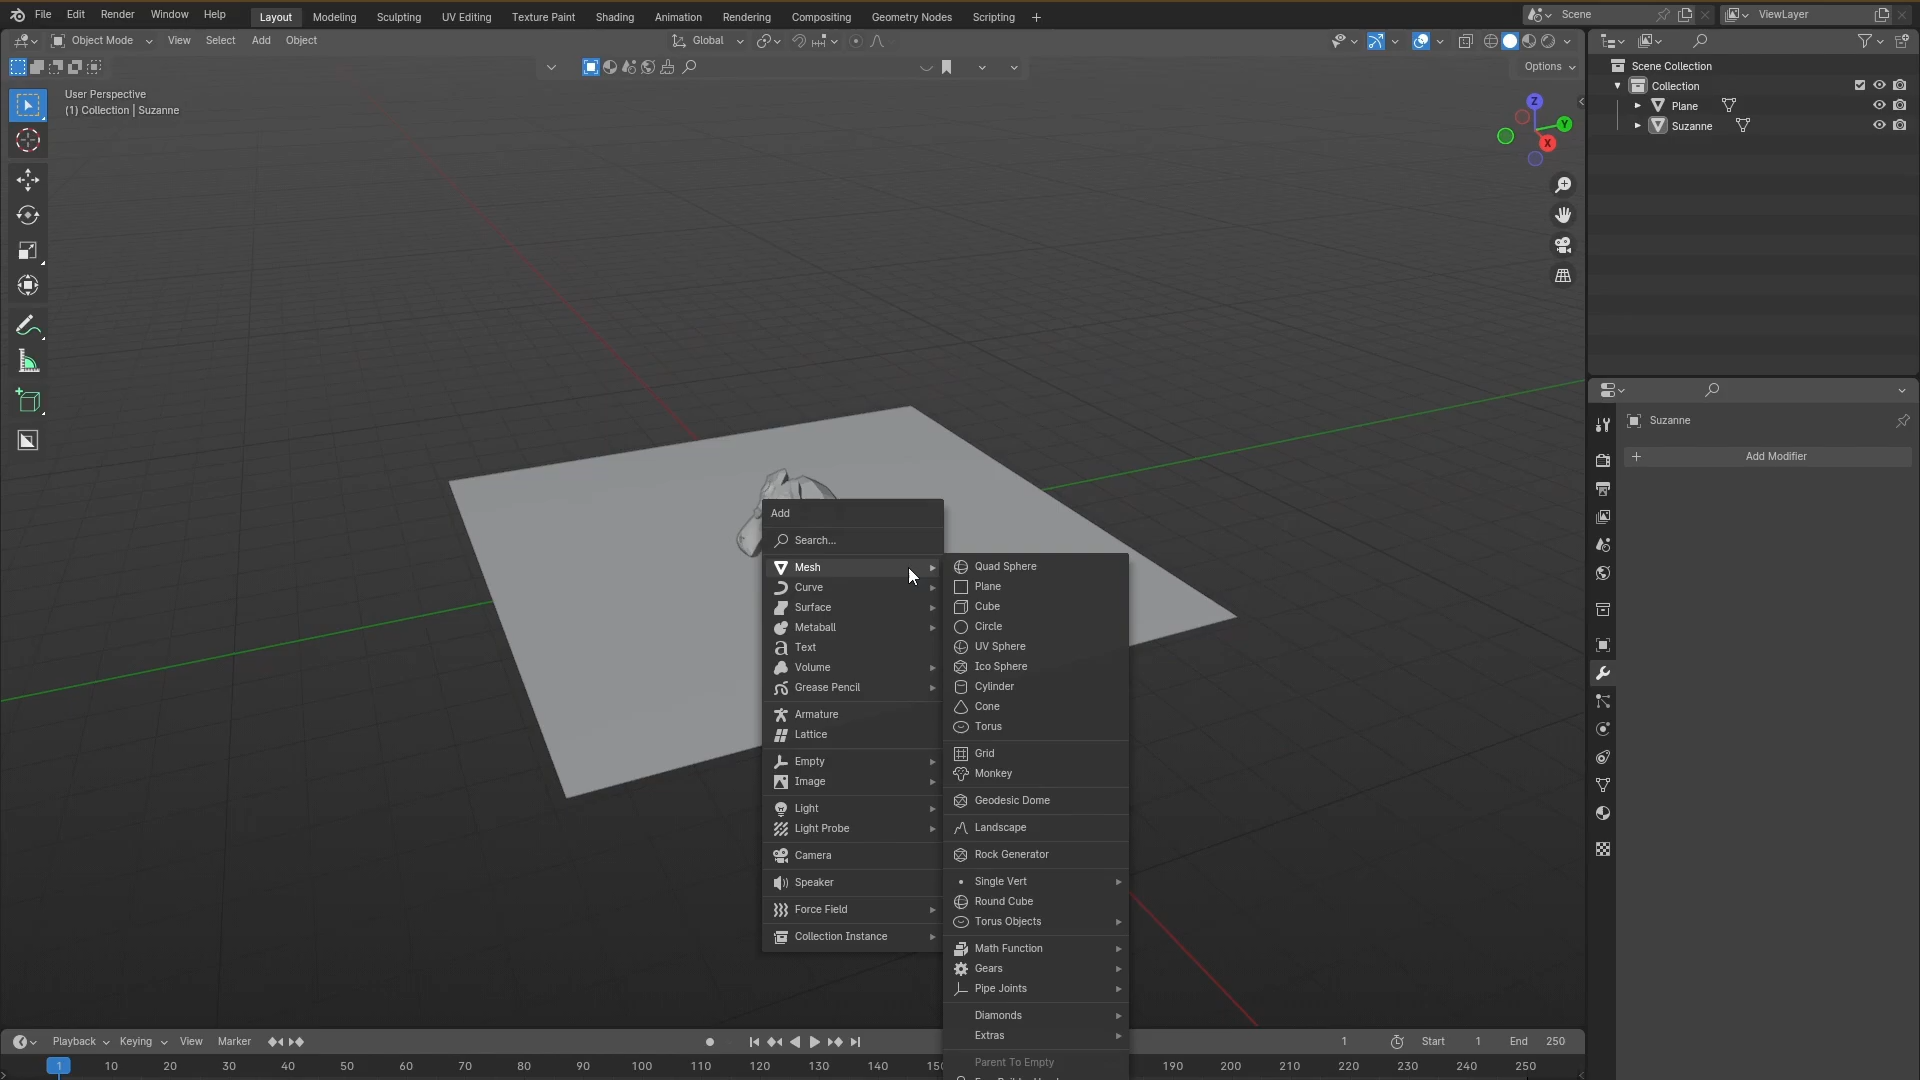 File Edit Render Window Help Layout Modeling Sculpting UV Editing Texture Paint Shading Animation Rendering Compositing Geometry Nodes Scripting + Scene ViewLayer
Object Mode View Select Add Object Global
Options
User Perspective
(1) Collection | Suzanne
Z
Y
X
Scene Collection
Collection
Plane
Suzanne
Suzanne
Add Modifier
Add
Search...
Mesh
Curve
Surface
Metaball
Text
Volume
Grease Pencil
Armature
Lattice
Empty
Image
Light
Light Probe
Camera
Speaker
Force Field
Collection Instance
Quad Sphere
Plane
Cube
Circle
UV Sphere
Ico Sphere
Cylinder
Cone
Torus
Grid
Monkey
Geodesic Dome
Landscape
Rock Generator
Single Vert
Round Cube
Torus Objects
Math Function
Gears
Pipe Joints
Diamonds
Extras
Parent To Empty
Playback Keying View Marker 1 Start 1 End 250
1 10 20 30 40 50 60 70 80 90 100 110 120 130 140 190 200 210 220 230 240 250